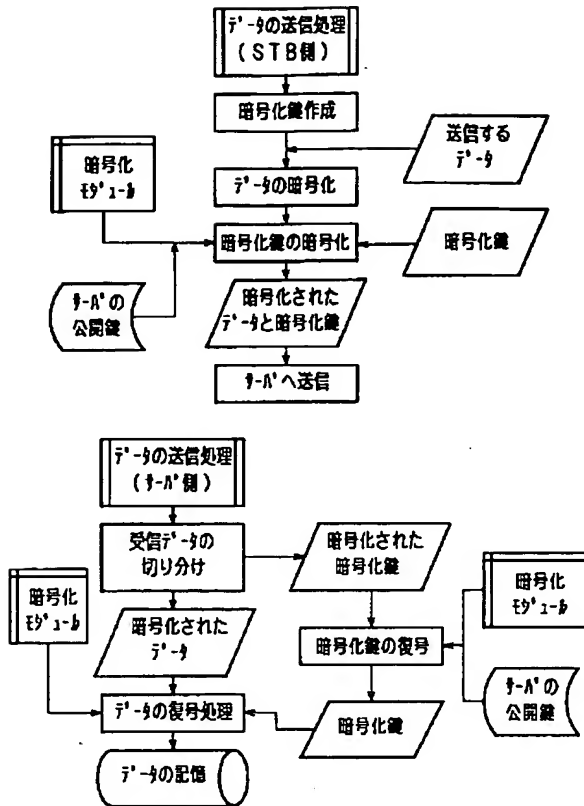 データの送信処理
(STB側)
暗号化鍵作成
送信する
データ
暗号化
モジュール
データの暗号化
暗号化鍵の暗号化
暗号化鍵
サーバの
公開鍵
暗号化された
データと暗号化鍵
サーバへ送信
データの送信処理
(サーバ側)
受信データの
切り分け
暗号化された
暗号化鍵
暗号化
モジュール
暗号化
モジュール
暗号化された
データ
暗号化鍵の復号
サーバの
公開鍵
データの復号処理
暗号化鍵
データの記憶